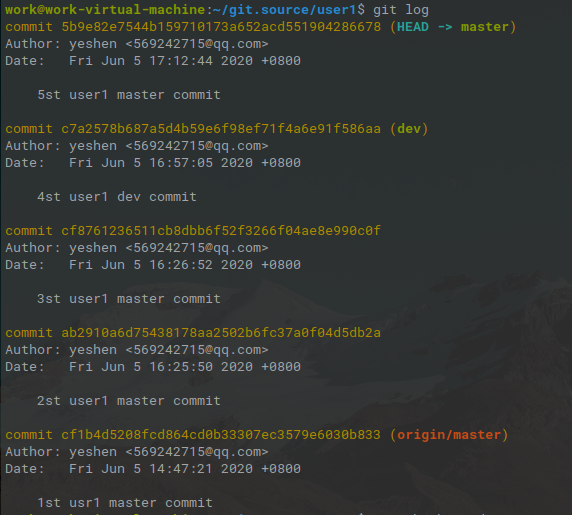 work@work-virtual-machine:~/git.source/user1$ git log
commit 5b9e82e7544b159710173a652acd551904286678 (HEAD -> master)
Author: yeshen <569242715@qq.com>
Date:   Fri Jun 5 17:12:44 2020 +0800
    5st user1 master commit
commit c7a2578b687a5d4b59e6f98ef71f4a6e91f586aa (dev)
Author: yeshen <569242715@qq.com>
Date:   Fri Jun 5 16:57:05 2020 +0800
    4st user1 dev commit
commit cf8761236511cb8dbb6f52f3266f04ae8e990c0f
Author: yeshen <569242715@qq.com>
Date:   Fri Jun 5 16:26:52 2020 +0800
    3st user1 master commit
commit ab2910a6d75438178aa2502b6fc37a0f04d5db2a
Author: yeshen <569242715@qq.com>
Date:   Fri Jun 5 16:25:50 2020 +0800
    2st user1 master commit
commit cf1b4d5208fcd864cd0b33307ec3579e6030b833 (origin/master)
Author: yeshen <569242715@qq.com>
Date:   Fri Jun 5 14:47:21 2020 +0800
    1st usr1 master commit